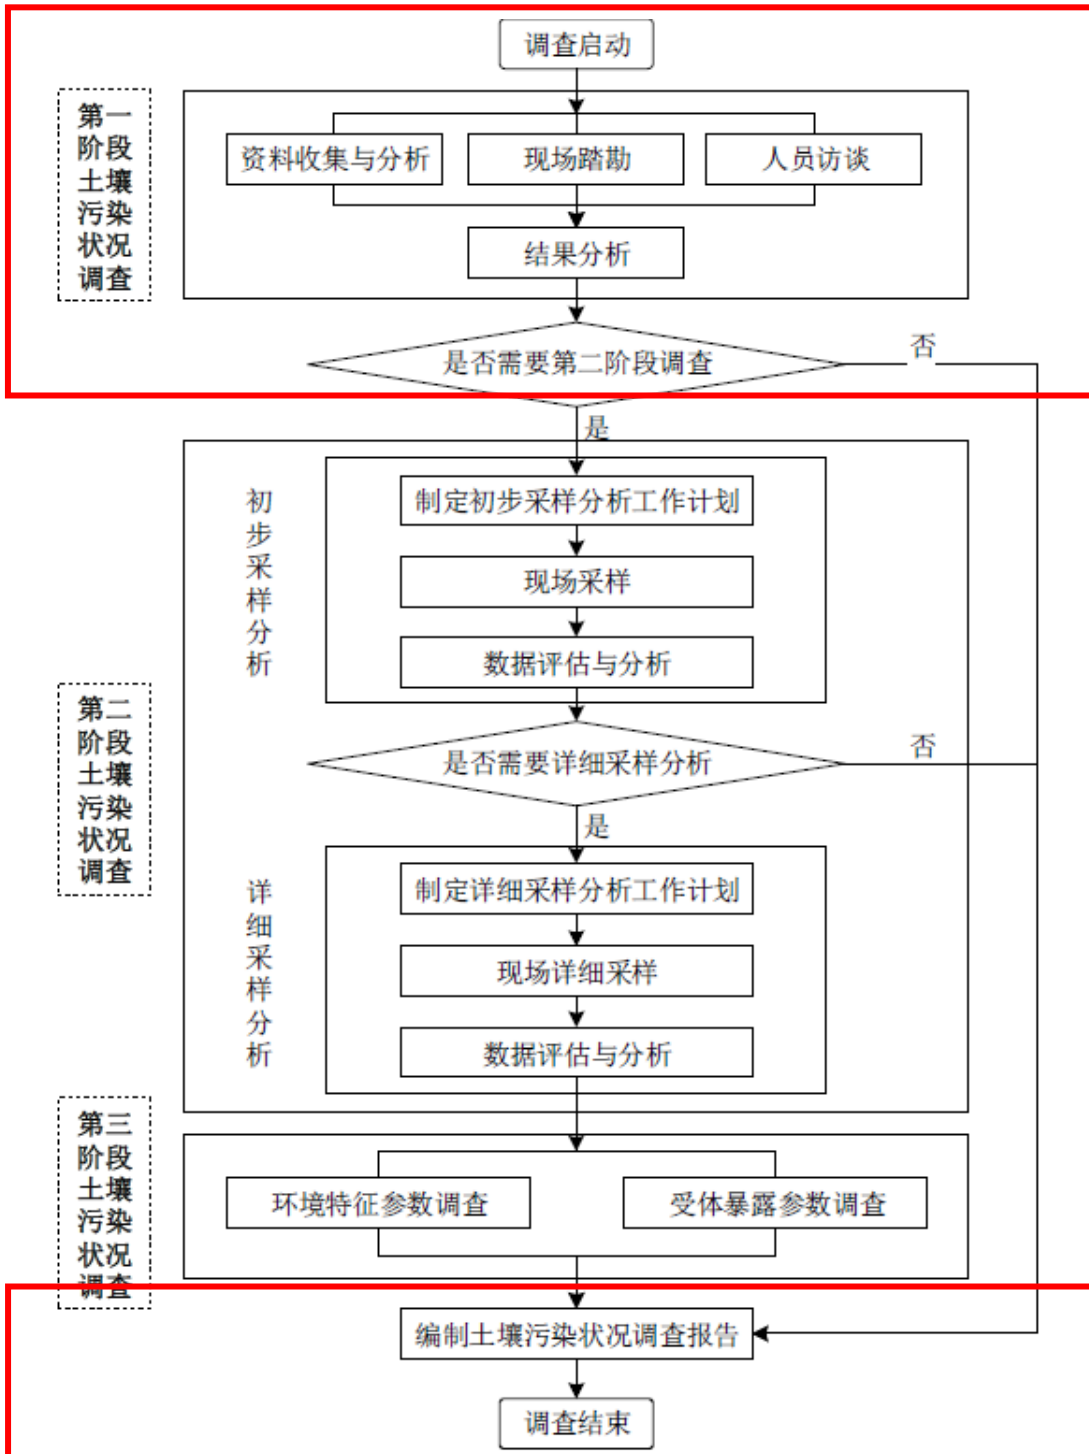 调查启动
第一
阶段
土壤
污染
状况
调查
资料收集与分析
现场踏勘
人员访谈
结果分析
是否需要第二阶段调查
否
是
初
步
采
样
分
析
制定初步采样分析工作计划
现场采样
数据评估与分析
第二
阶段
土壤
污染
状况
调查
是否需要详细采样分析
否
是
详
细
采
样
分
析
制定详细采样分析工作计划
现场详细采样
数据评估与分析
第三
阶段
土壤
污染
状况
调查
环境特征参数调查
受体暴露参数调查
编制土壤污染状况调查报告
调查结束